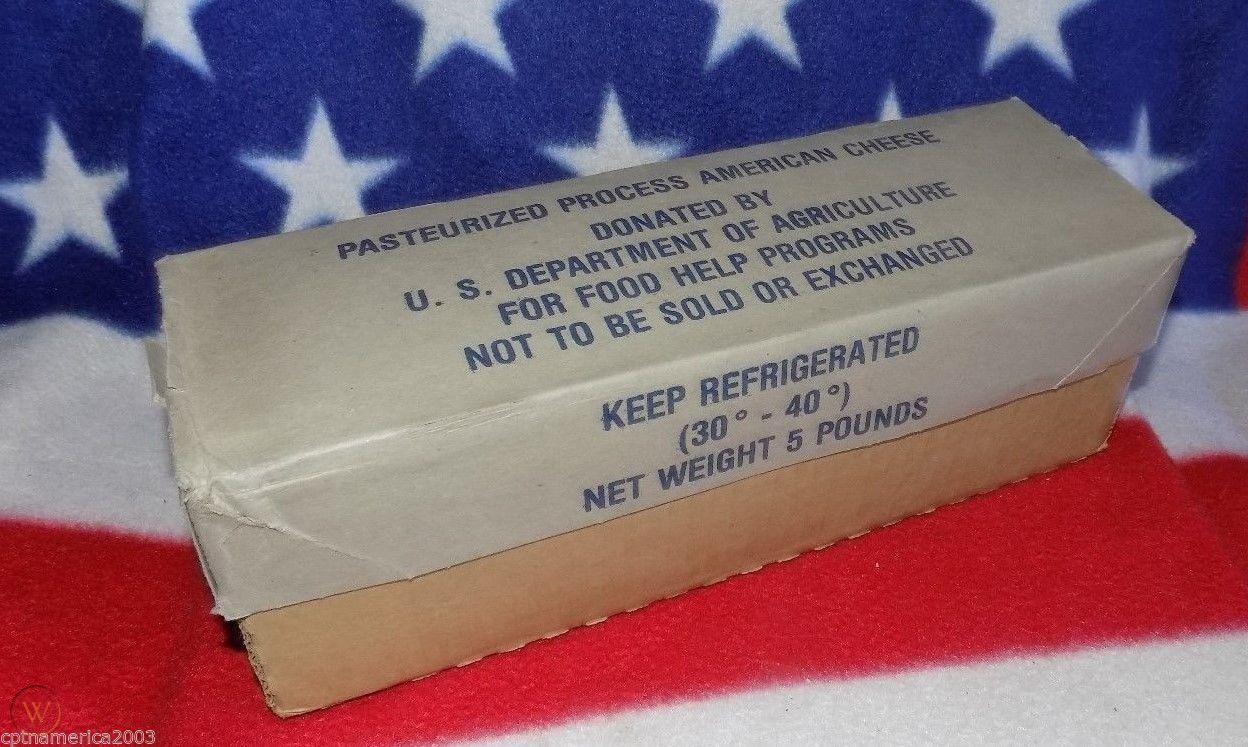 PASTEURIZED PROCESS AMERICAN CHEESE
DONATED BY
U. S. DEPARTMENT OF AGRICULTURE
FOR FOOD HELP PROGRAMS
NOT TO BE SOLD OR EXCHANGED
KEEP REFRIGERATED
(30° - 40°)
NET WEIGHT 5 POUNDS
W
cptnamerica2003